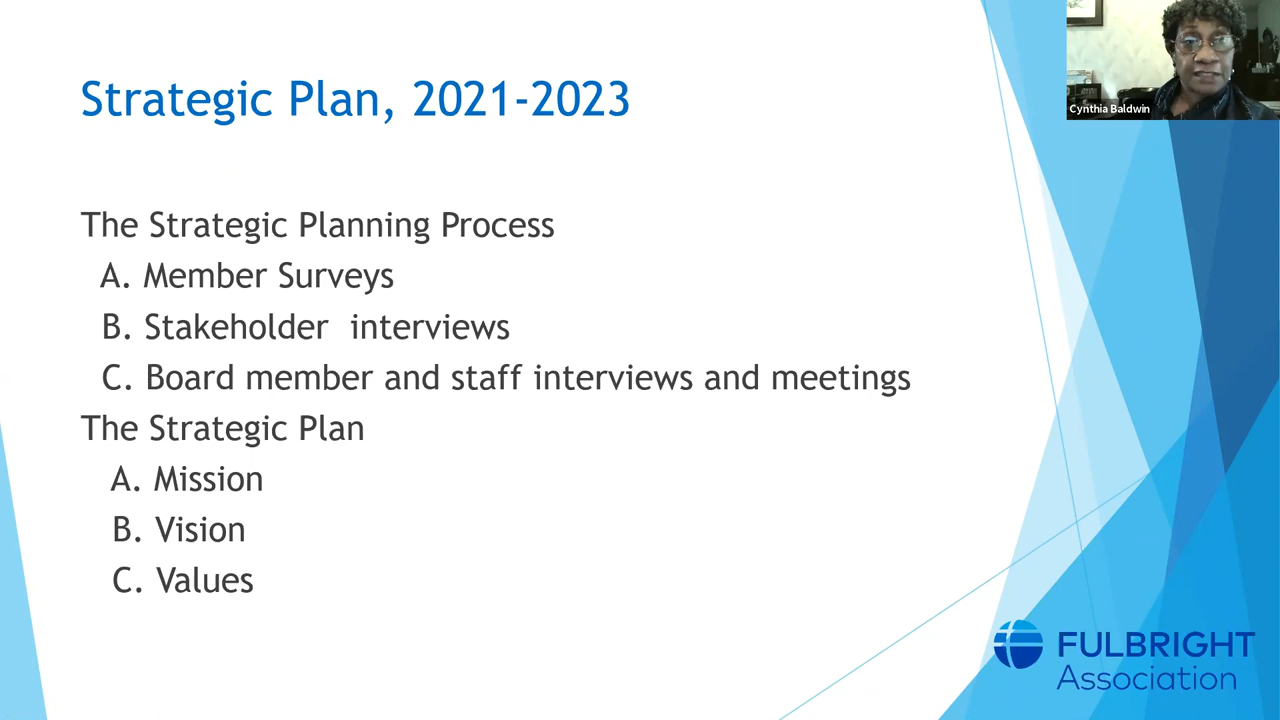 Strategic Plan, 2021-2023
Cynthia Baldwin
The Strategic Planning Process
A. Member Surveys
B. Stakeholder  interviews
C. Board member and staff interviews and meetings
The Strategic Plan
A. Mission
B. Vision
C. Values
FULBRIGHT
Association